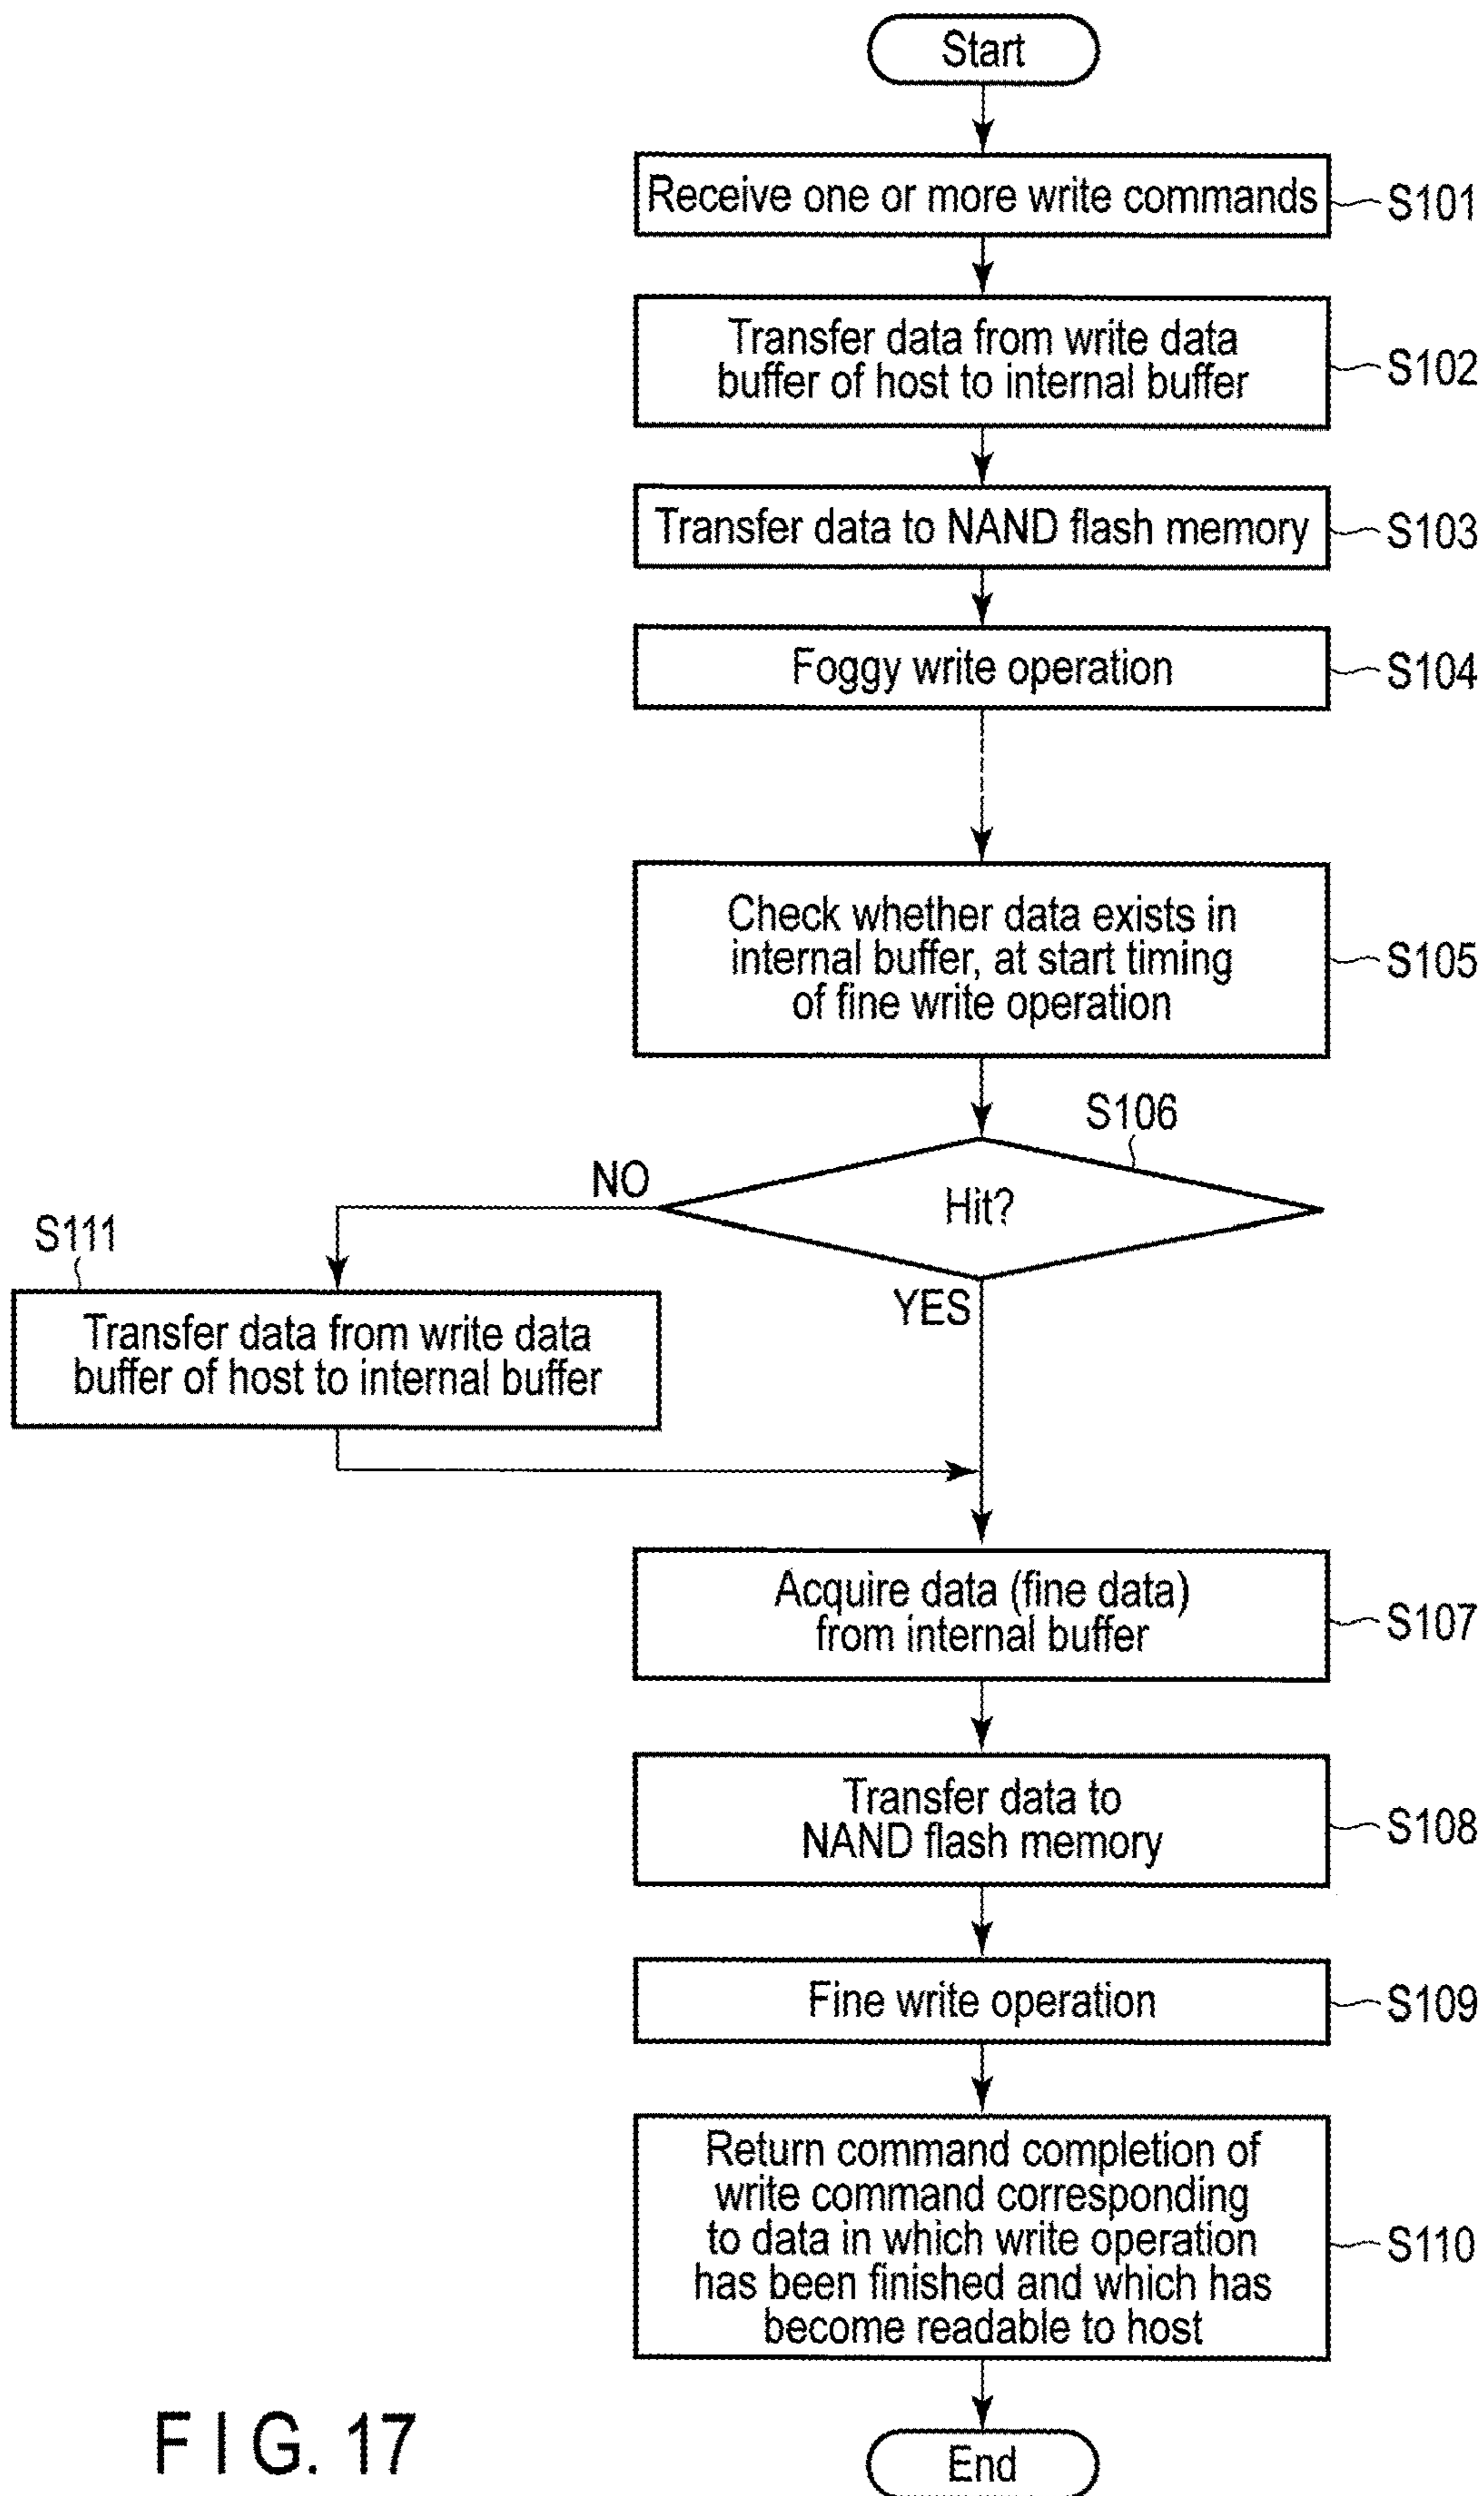 Start
Receive one or more write commands
S101
Transfer data from write data
buffer of host to internal buffer
S102
Transfer data to NAND flash memory
S103
Foggy write operation
S104
Check whether data exists in
internal buffer, at start timing
of fine write operation
S105
S106
Hit?
NO
YES
S111
Transfer data from write data
buffer of host to internal buffer
Acquire data (fine data)
from internal buffer
S107
Transfer data to
NAND flash memory
S108
Fine write operation
S109
Return command completion of
write command corresponding
to data in which write operation
has been finished and which has
become readable to host
S110
End
FIG. 17